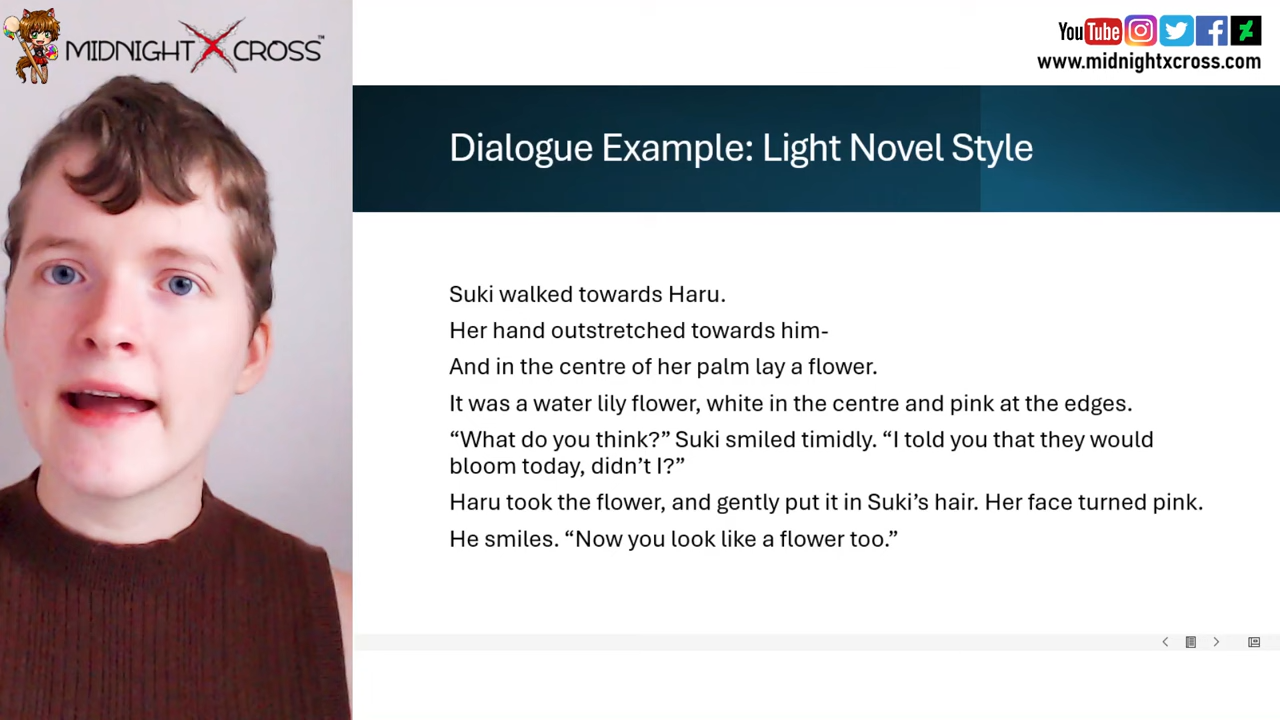 MIDNIGHT X CROSS™
YouTube
www.midnightxcross.com
Dialogue Example: Light Novel Style
Suki walked towards Haru.
Her hand outstretched towards him-
And in the centre of her palm lay a flower.
It was a water lily flower, white in the centre and pink at the edges.
“What do you think?” Suki smiled timidly. “I told you that they would
bloom today, didn’t I?”
Haru took the flower, and gently put it in Suki’s hair. Her face turned pink.
He smiles. “Now you look like a flower too.”